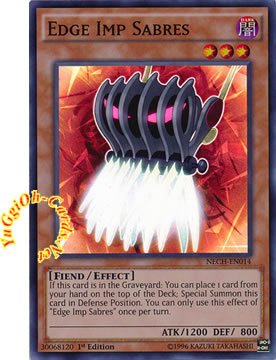 EDGE IMP SABRES
DARK
闇
YuGgiOh-Cards.Net
NECH-EN014
[FIEND / EFFECT]
If this card is in the Graveyard: You can place 1 card from
your hand on the top of the Deck; Special Summon this
card in Defense Position. You can only use this effect of
"Edge Imp Sabres" once per turn.
ATK/1200 DEF/ 800
30068120 1st Edition
©1996 KAZUKI TAKAHASHI